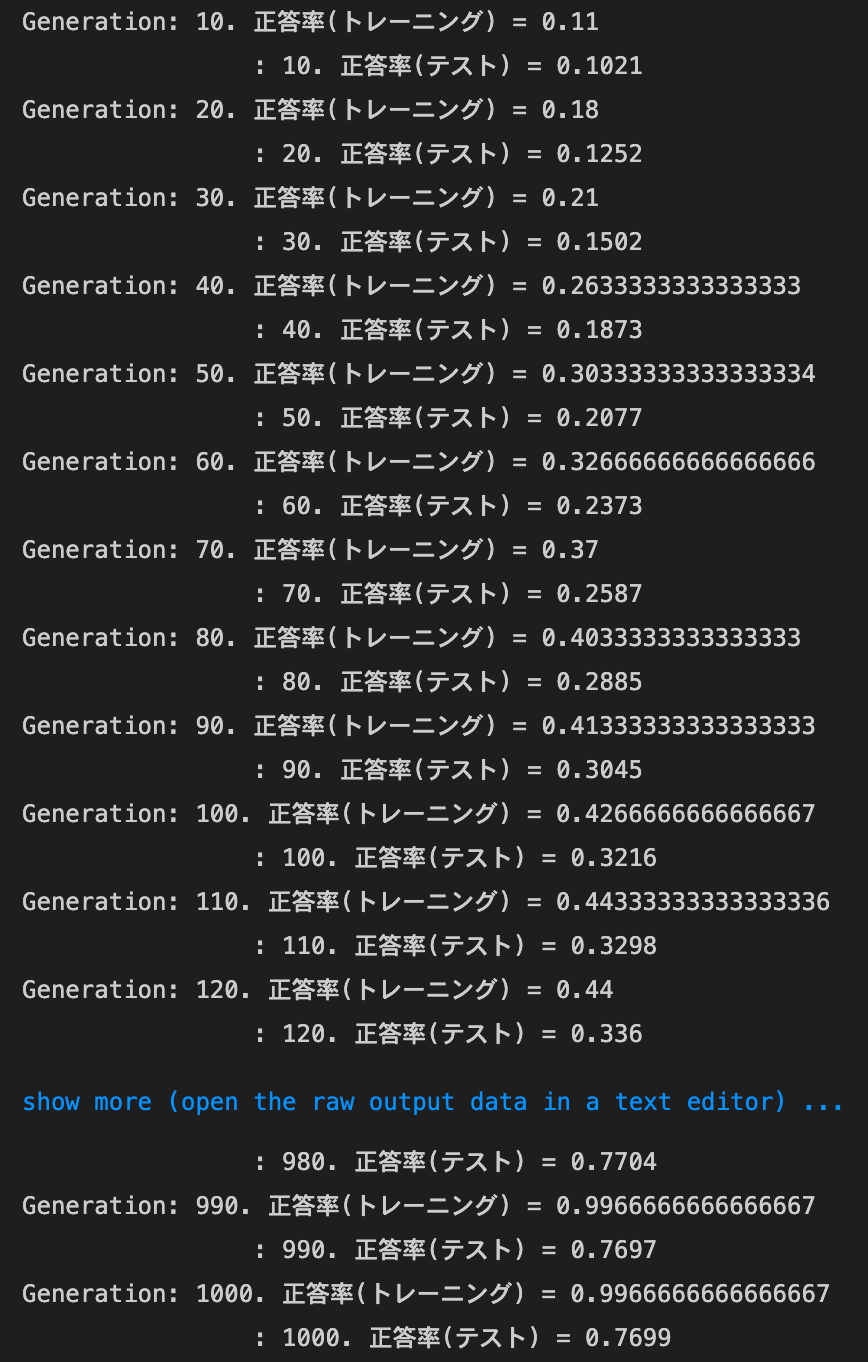 Generation: 10. 正答率(トレーニング) = 0.11
: 10. 正答率(テスト) = 0.1021
Generation: 20. 正答率(トレーニング) = 0.18
: 20. 正答率(テスト) = 0.1252
Generation: 30. 正答率(トレーニング) = 0.21
: 30. 正答率(テスト) = 0.1502
Generation: 40. 正答率(トレーニング) = 0.2633333333333333
: 40. 正答率(テスト) = 0.1873
Generation: 50. 正答率(トレーニング) = 0.30333333333333334
: 50. 正答率(テスト) = 0.2077
Generation: 60. 正答率(トレーニング) = 0.32666666666666666
: 60. 正答率(テスト) = 0.2373
Generation: 70. 正答率(トレーニング) = 0.37
: 70. 正答率(テスト) = 0.2587
Generation: 80. 正答率(トレーニング) = 0.4033333333333333
: 80. 正答率(テスト) = 0.2885
Generation: 90. 正答率(トレーニング) = 0.41333333333333333
: 90. 正答率(テスト) = 0.3045
Generation: 100. 正答率(トレーニング) = 0.4266666666666667
: 100. 正答率(テスト) = 0.3216
Generation: 110. 正答率(トレーニング) = 0.44333333333333336
: 110. 正答率(テスト) = 0.3298
Generation: 120. 正答率(トレーニング) = 0.44
: 120. 正答率(テスト) = 0.336
show more (open the raw output data in a text editor) ...
: 980. 正答率(テスト) = 0.7704
Generation: 990. 正答率(トレーニング) = 0.9966666666666667
: 990. 正答率(テスト) = 0.7697
Generation: 1000. 正答率(トレーニング) = 0.9966666666666667
: 1000. 正答率(テスト) = 0.7699